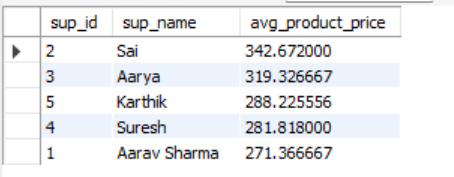 sup_id sup_name avg_product_price
2 Sai 342.672000
3 Aarya 319.326667
5 Karthik 288.225556
4 Suresh 281.818000
1 Aarav Sharma 271.366667